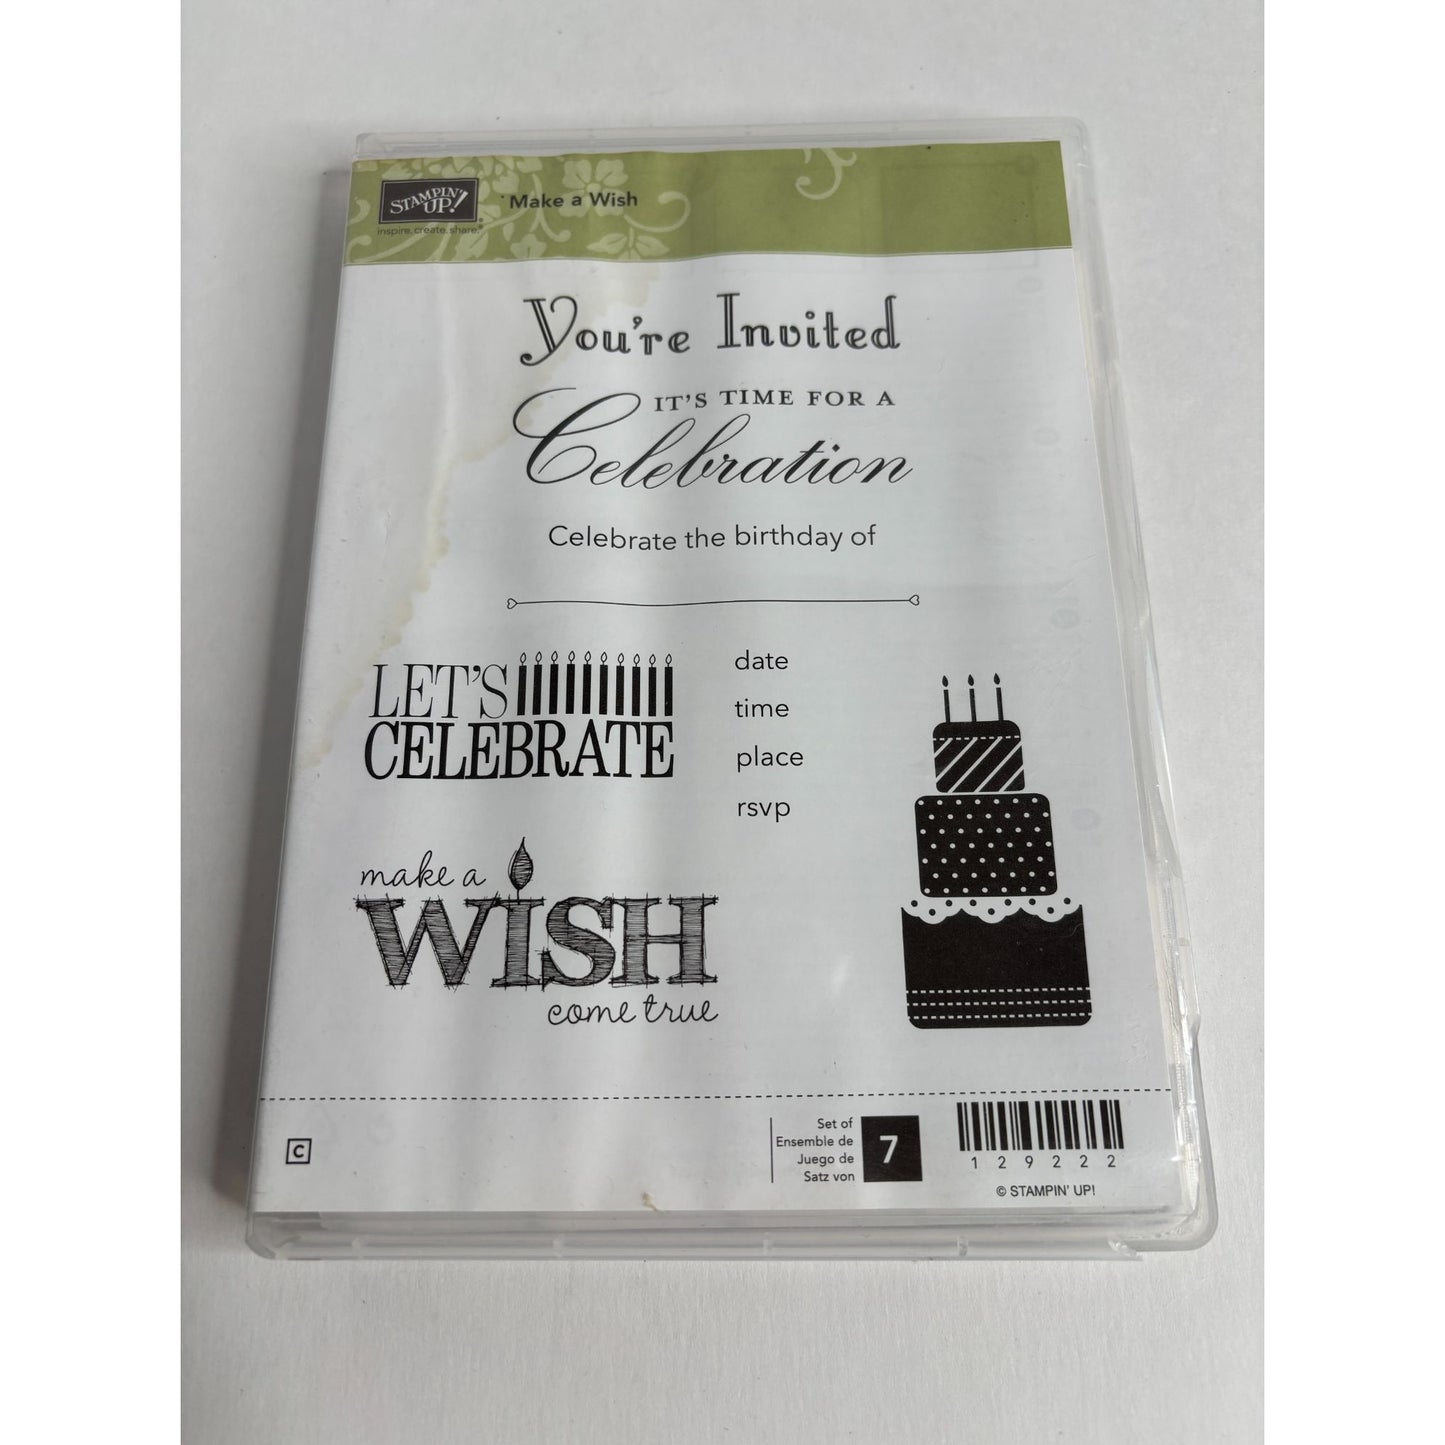 STAMPIN' UP!®
inspire. create. share.®
Make a Wish
You're Invited
IT'S TIME FOR A
Celebration
Celebrate the birthday of
LET'S
CELEBRATE
date
time
place
rsvp
make a
WISH
come true
C
Set of
Ensemble de
Juego de
Satz von
7
129222
© STAMPIN' UP!